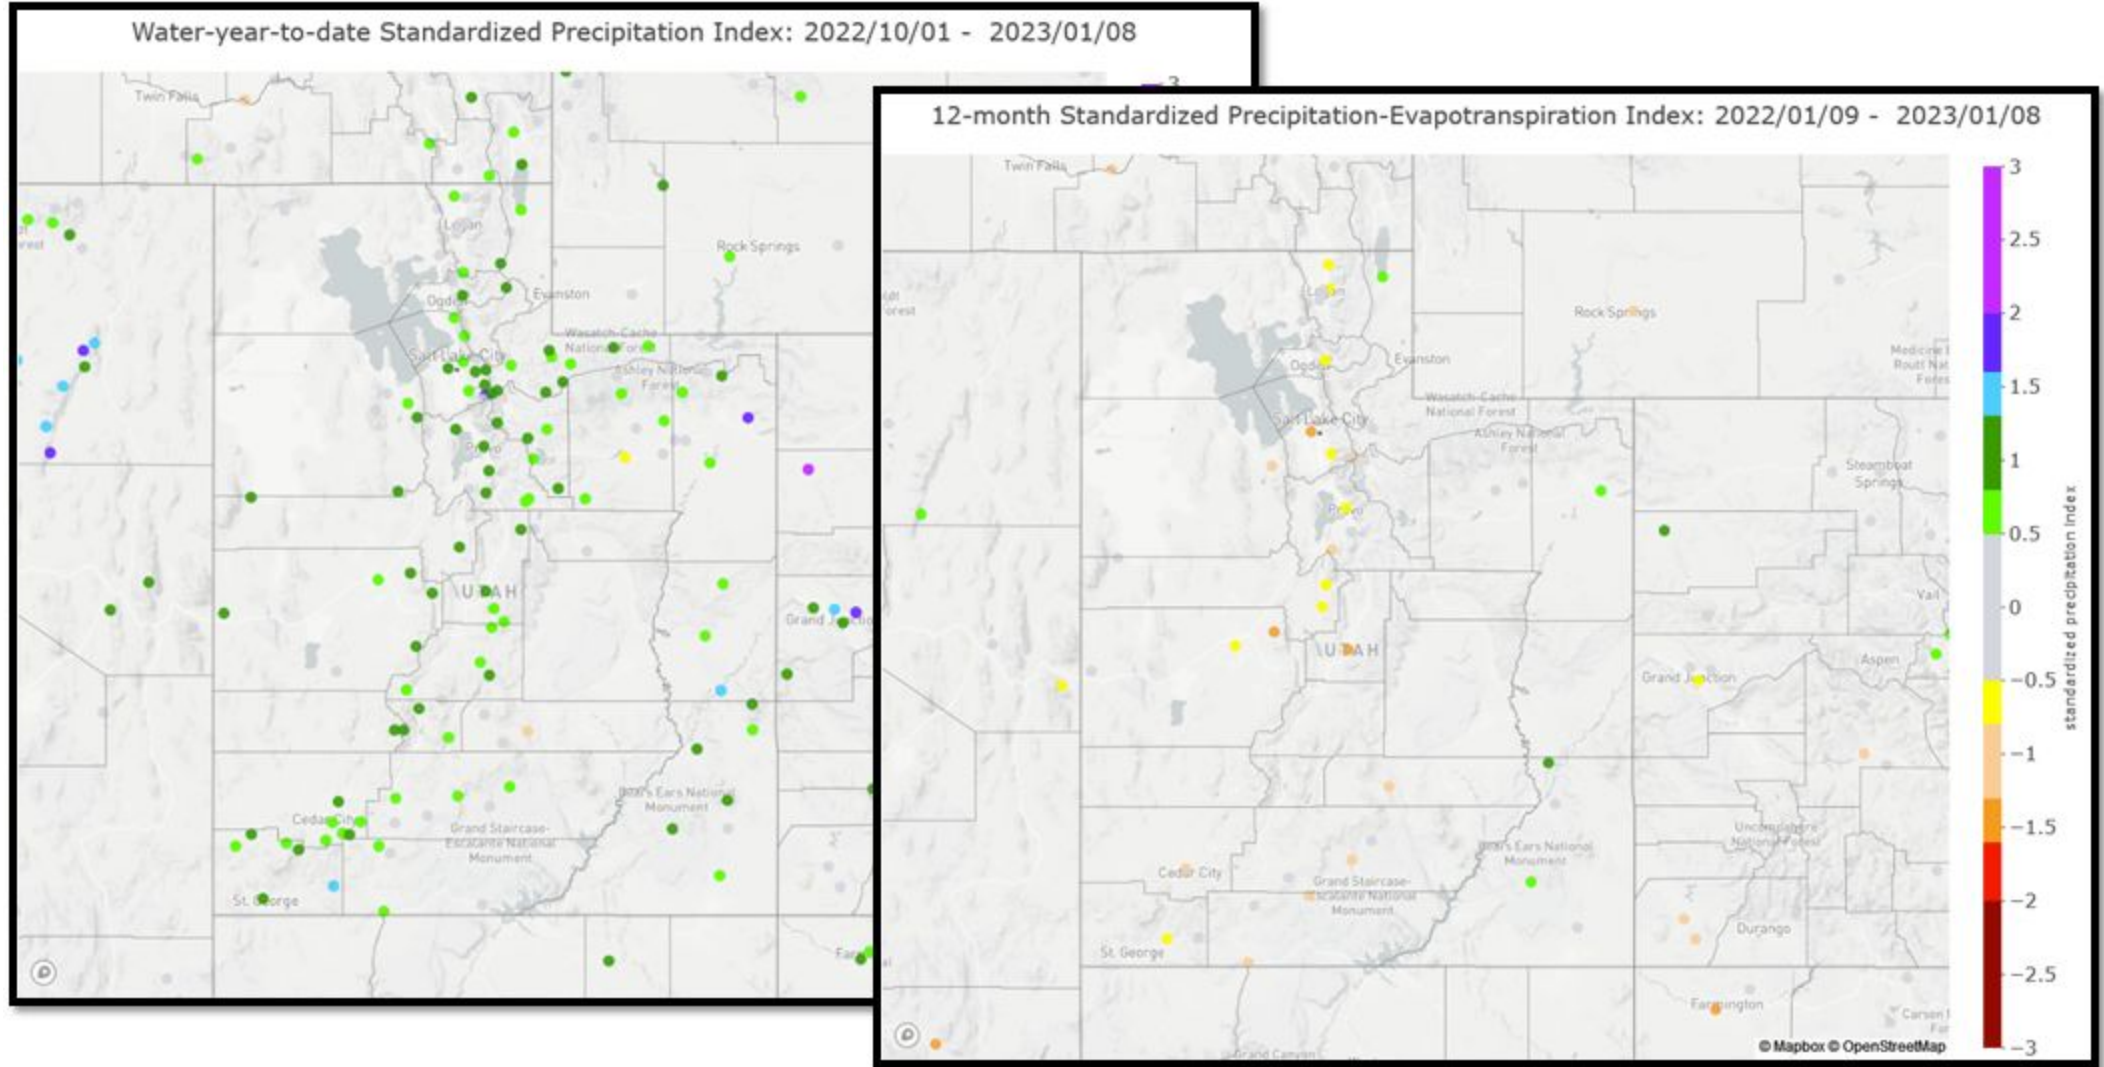 Water-year-to-date Standardized Precipitation Index: 2022/10/01 - 2023/01/08
3
Twin Falls
Logan
Rock Springs
Ogden
Evanston
Wasatch-Cache
National Forest
Salt Lake City
Ashley National
Forest
Provo
UTAH
Grand Junction
Bears Ears National
Monument
Cedar City
Grand Staircase-
Escalante National
Monument
St. George
12-month Standardized Precipitation-Evapotranspiration Index: 2022/01/09 - 2023/01/08
Twin Falls
Logan
Rock Springs
Ogden
Evanston
Wasatch-Cache
National Forest
Salt Lake City
Ashley National
Forest
Steamboat
Springs
Provo
Vail
UTAH
Aspen
Grand Junction
Uncompahgre
National Forest
Bears Ears National
Monument
Cedar City
Grand Staircase-
Escalante National
Monument
Durango
St. George
Farmington
Grand Canyon
© Mapbox © OpenStreetMap
3
2.5
2
1.5
1
0.5
0
−0.5
−1
−1.5
−2
−2.5
−3
standardized precipitation index